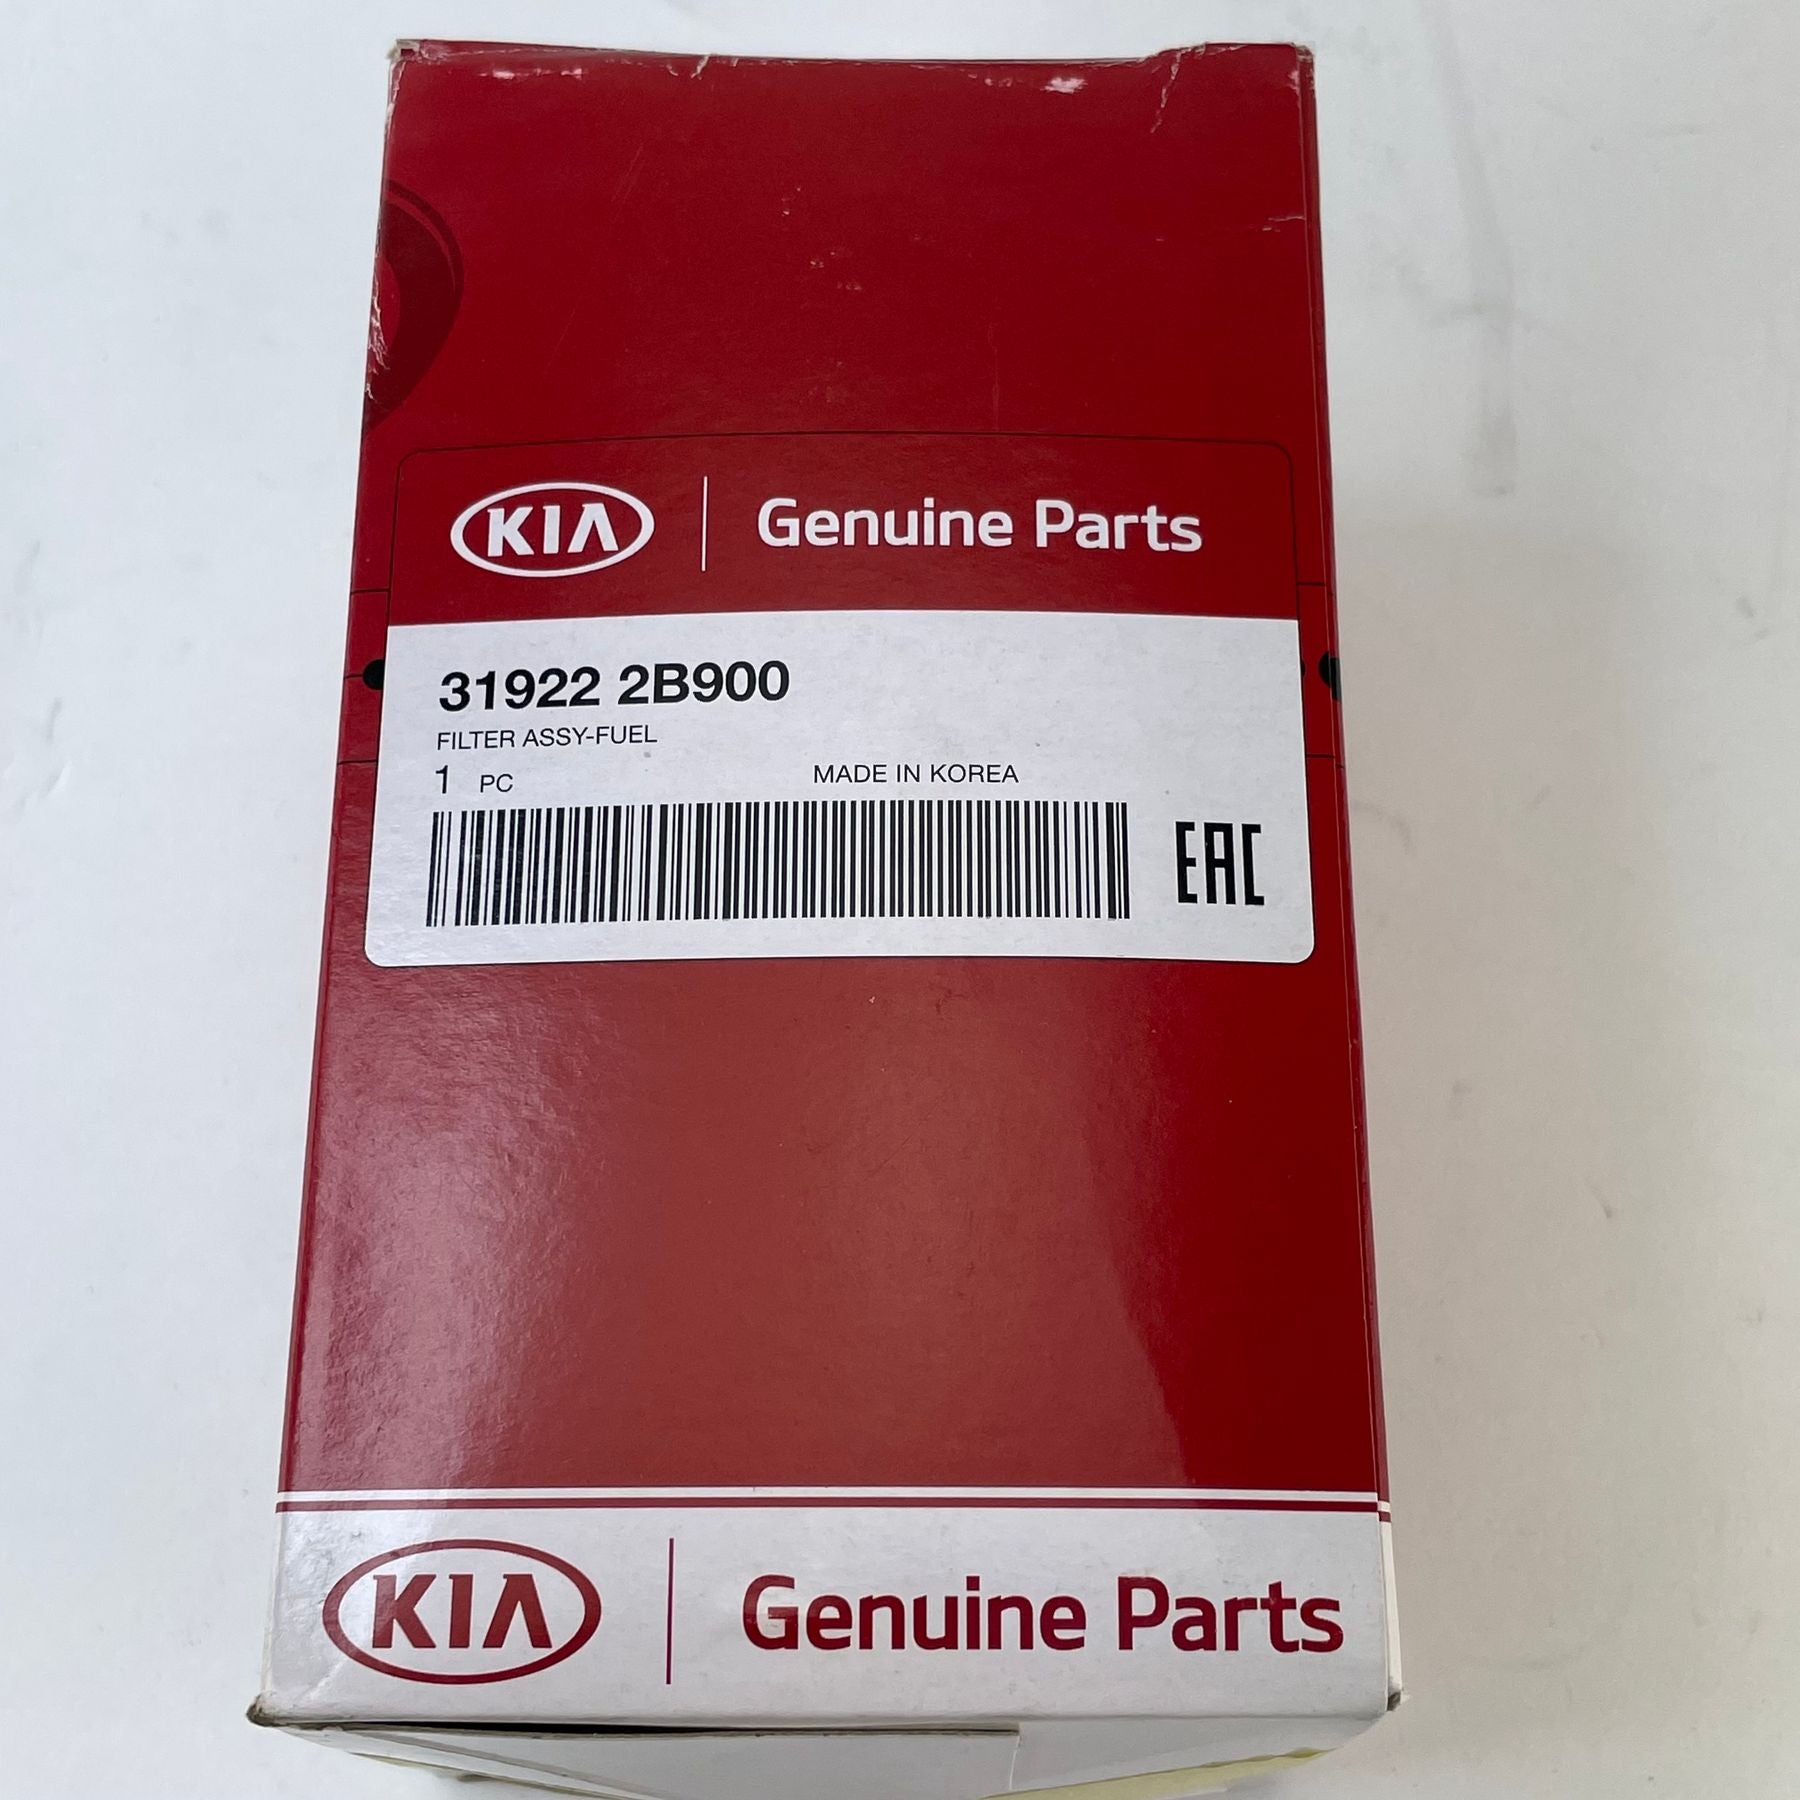 KIA Genuine Parts
31922 2B900
FILTER ASSY-FUEL
1 PC MADE IN KOREA
EAC
KIA Genuine Parts